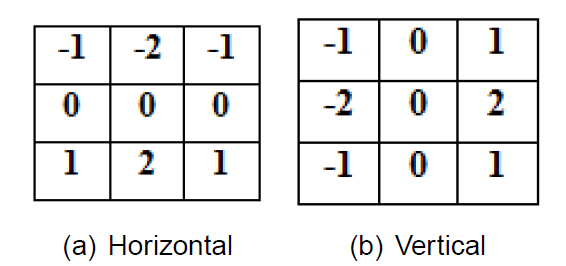 -1 -2 -1
0 0 0
1 2 1
(a) Horizontal
-1 0 1
-2 0 2
-1 0 1
(b) Vertical